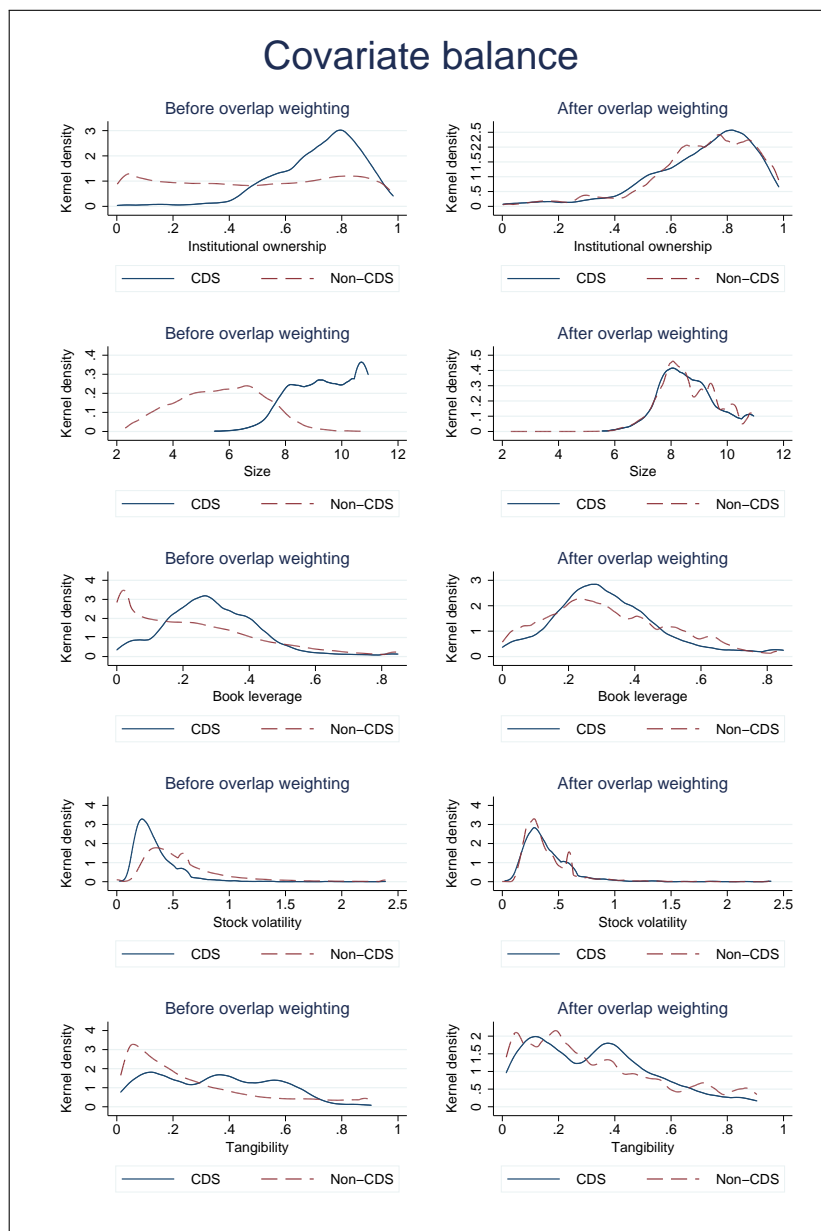 Covariate balance
Before overlap weighting
After overlap weighting
Kernel density
0 1 2 3
0 .2 .4 .6 .8 1
Institutional ownership
CDS Non−CDS
Kernel density
0 .5 1 1.5 2 2.5
0 .2 .4 .6 .8 1
Institutional ownership
CDS Non−CDS
Before overlap weighting
After overlap weighting
Kernel density
0 .1 .2 .3 .4
2 4 6 8 10 12
Size
CDS Non−CDS
Kernel density
0 .1 .2 .3 .4 .5
2 4 6 8 10 12
Size
CDS Non−CDS
Before overlap weighting
After overlap weighting
Kernel density
0 1 2 3 4
0 .2 .4 .6 .8
Book leverage
CDS Non−CDS
Kernel density
0 1 2 3
0 .2 .4 .6 .8
Book leverage
CDS Non−CDS
Before overlap weighting
After overlap weighting
Kernel density
0 1 2 3 4
0 .5 1 1.5 2 2.5
Stock volatility
CDS Non−CDS
Kernel density
0 1 2 3 4
0 .5 1 1.5 2 2.5
Stock volatility
CDS Non−CDS
Before overlap weighting
After overlap weighting
Kernel density
0 1 2 3 4
0 .2 .4 .6 .8 1
Tangibility
CDS Non−CDS
Kernel density
0 .5 1 1.5 2
0 .2 .4 .6 .8 1
Tangibility
CDS Non−CDS